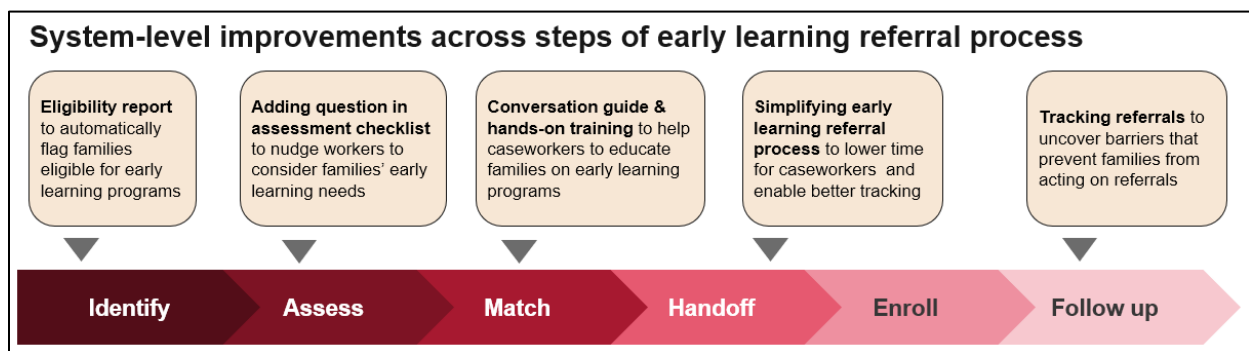 System-level improvements across steps of early learning referral process
Eligibility report
to automatically
flag families
eligible for early
learning programs
Adding question in
assessment checklist
to nudge workers to
consider families' early
learning needs
Conversation guide &
hands-on training to help
caseworkers to educate
families on early learning
programs
Simplifying early
learning referral
process to lower time
for caseworkers and
enable better tracking
Tracking referrals to
uncover barriers that
prevent families from
acting on referrals
Identify
Assess
Match
Handoff
Enroll
Follow up